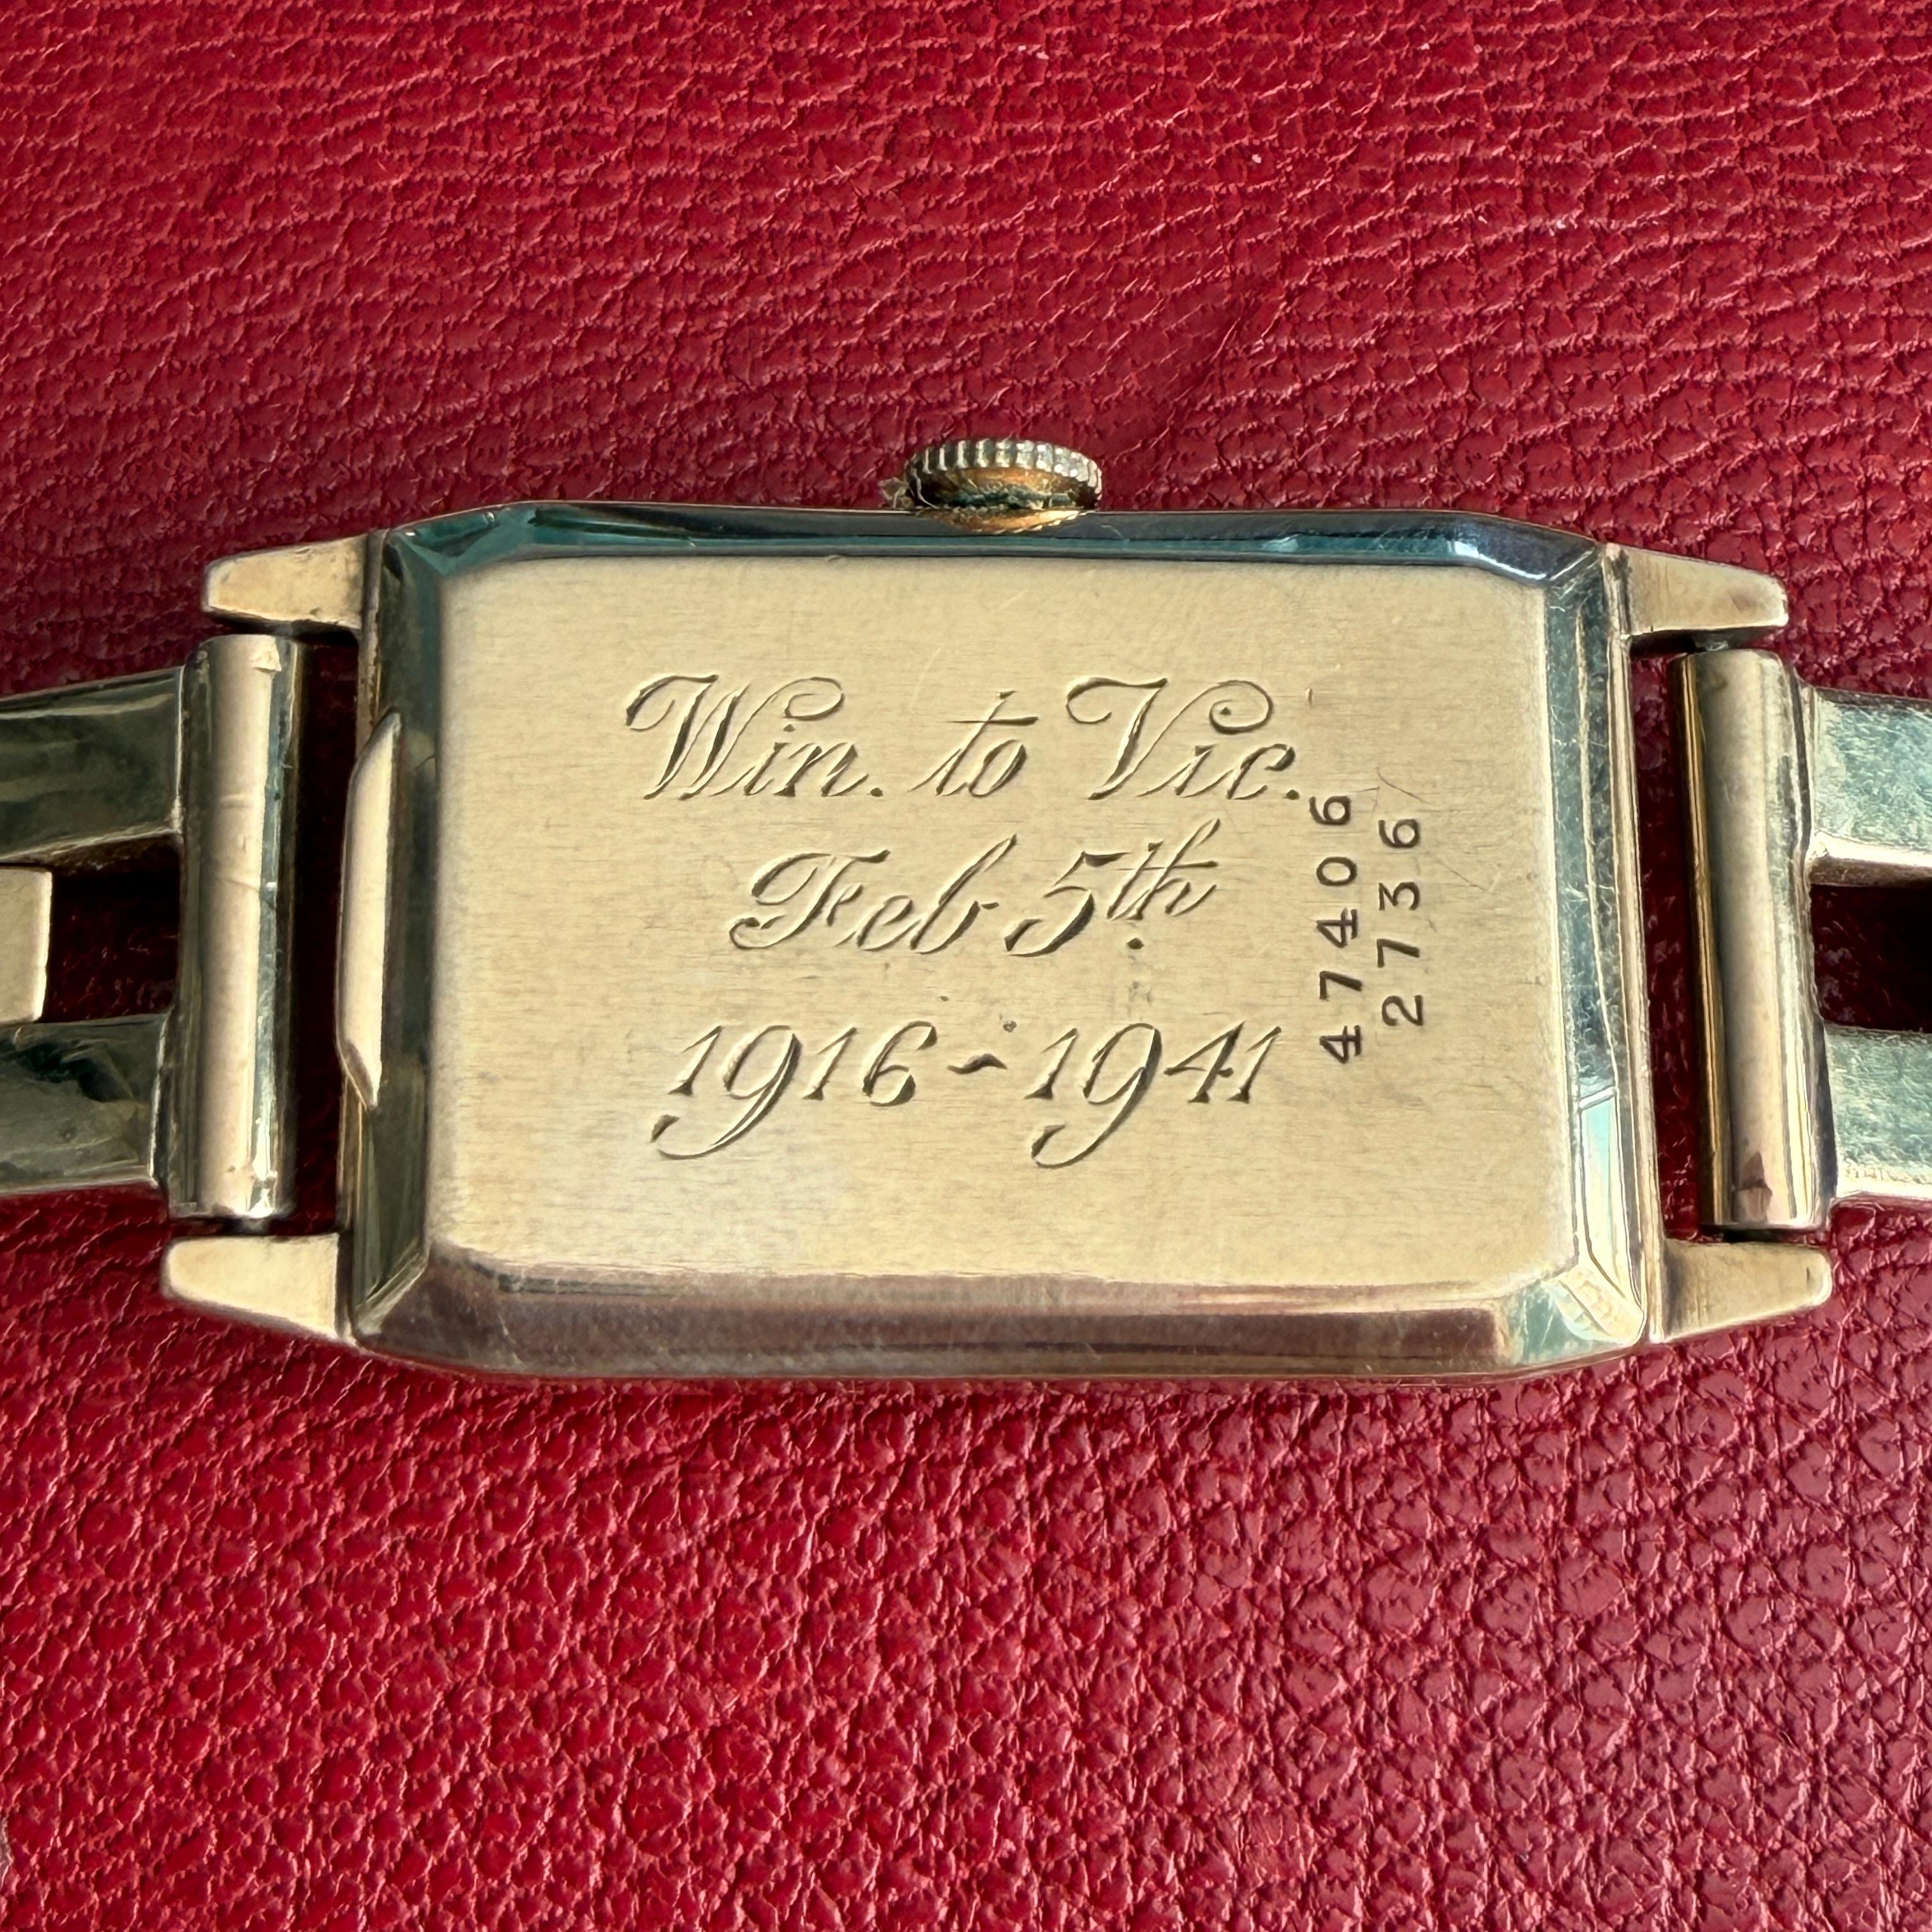 Win. to Vic.
Feb 5th.
1916 - 1941
47406
2736